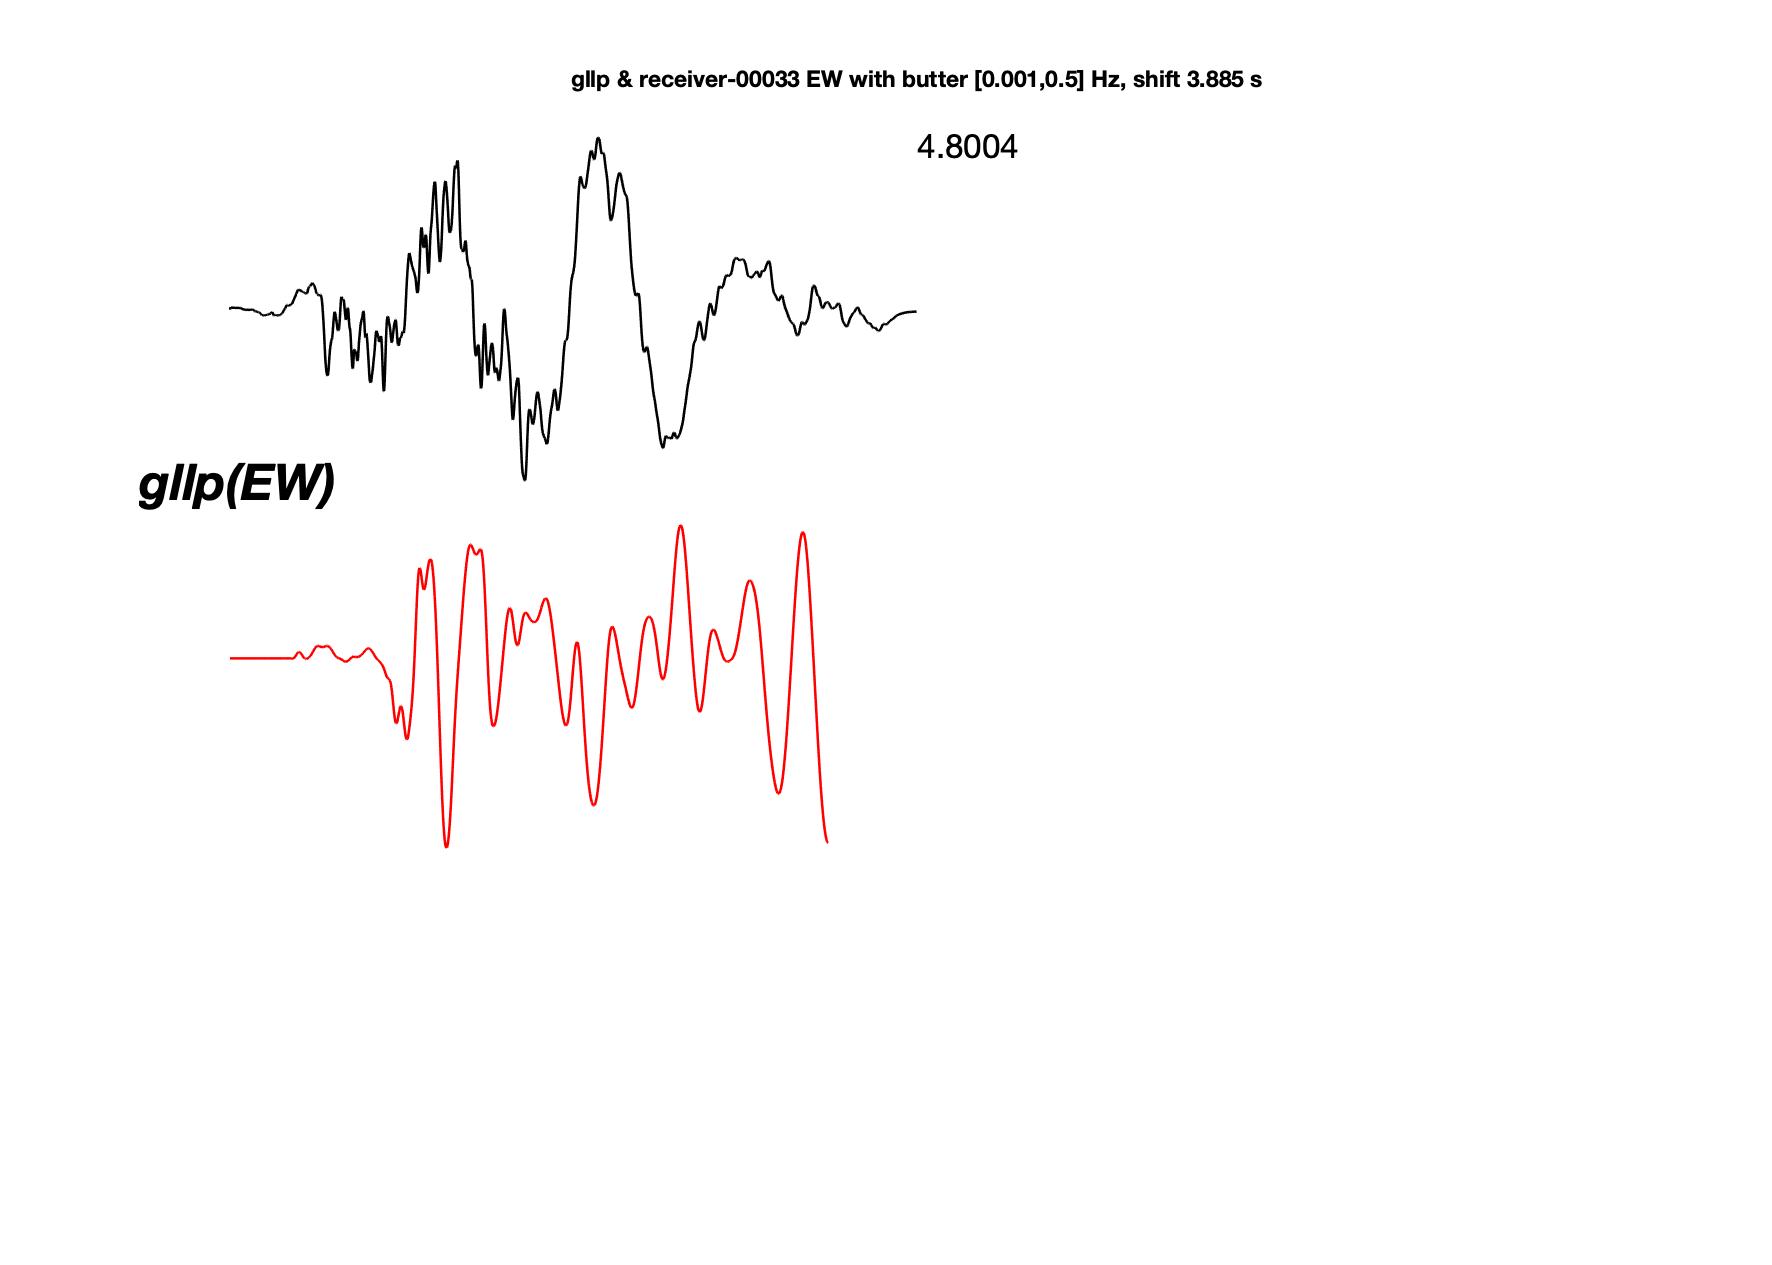 gllp & receiver-00033 EW with butter [0.001,0.5] Hz, shift 3.885 s
4.8004
gllp(EW)